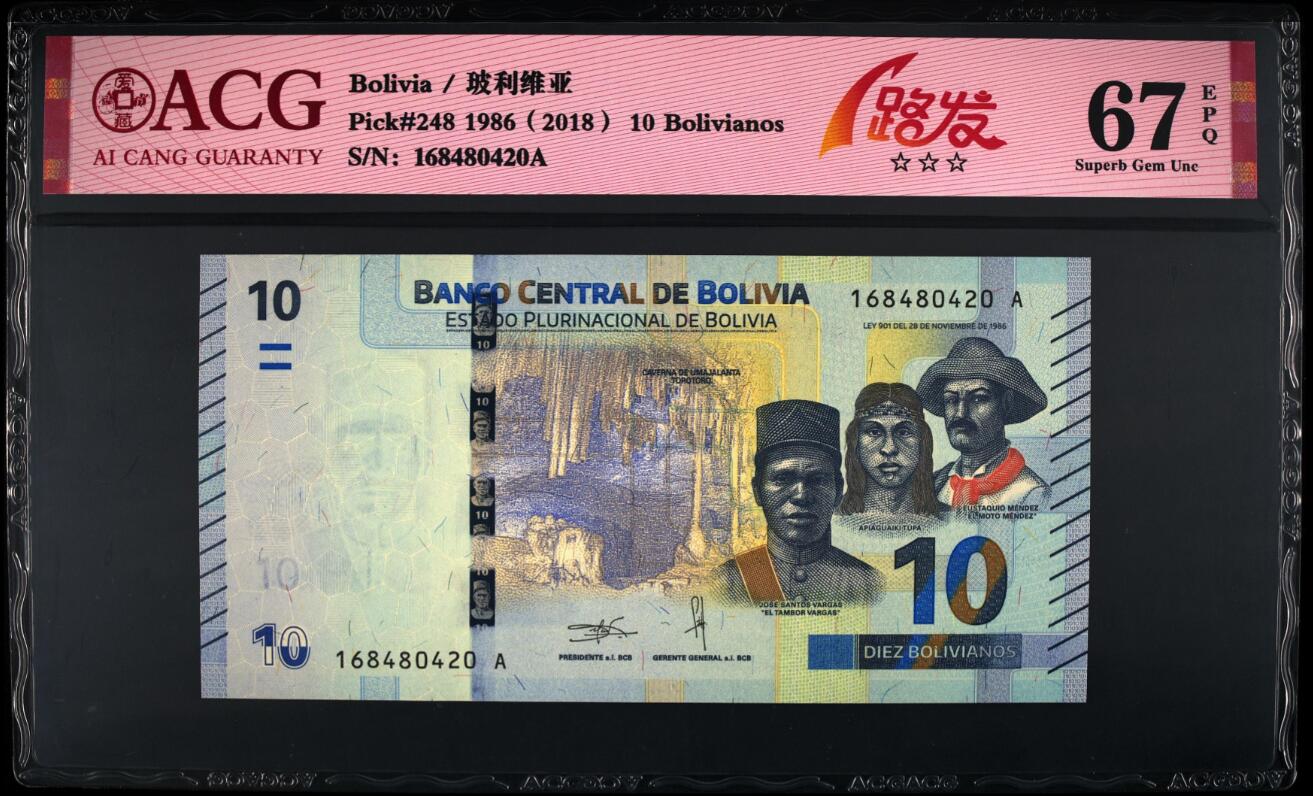 ACG
AI CANG GUARANTY
Bolivia / 玻利维亚
Pick#248 1986（2018） 10 Bolivianos
S/N: 168480420A
路发
☆☆☆
67
EPQ
Superb Gem Unc
10
BANCO CENTRAL DE BOLIVIA
ESTADO PLURINACIONAL DE BOLIVIA
168480420 A
LEY 901 DEL 28 DE NOVIEMBRE DE 1986
10
CAVERNA DE UMAJALANTA
TOROTORO
10
10
10
10
EUSTAQUIO MÉNDEZ
"EL MOTO MÉNDEZ"
APIAGUAIKI TUPA
10
10
JOSÉ SANTOS VARGAS
"EL TAMBOR VARGAS"
10
168480420 A
PRESIDENTE a.i. BCB
GERENTE GENERAL a.i. BCB
DIEZ BOLIVIANOS